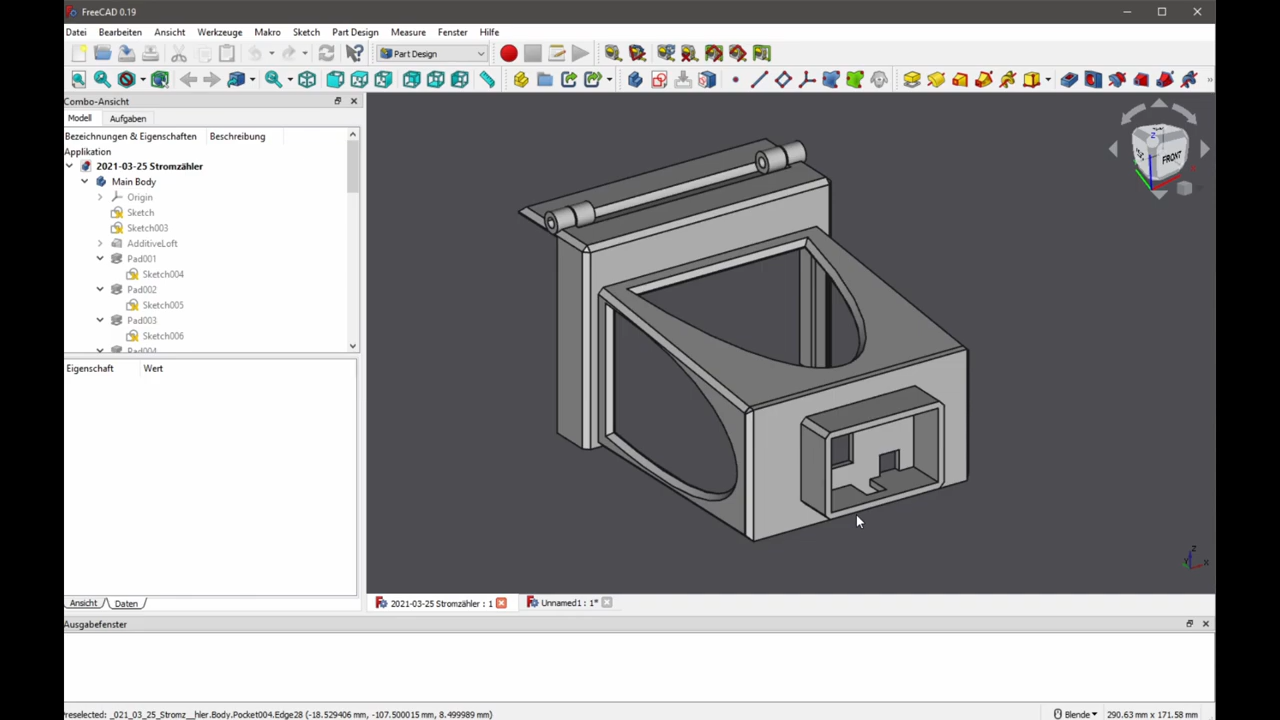 FreeCAD 0.19
Datei Bearbeiten Ansicht Werkzeuge Makro Sketch Part Design Measure Fenster Hilfe
Part Design
Combo-Ansicht
Modell Aufgaben
Bezeichnungen & Eigenschaften Beschreibung
Applikation
2021-03-25 Stromzähler
Main Body
Origin
Sketch
Sketch003
AdditiveLoft
Pad001
Sketch004
Pad002
Sketch005
Pad003
Sketch006
Pad004
Eigenschaft Wert
FRONT
Z
X
Ansicht Daten
2021-03-25 Stromzähler : 1 Unnamed1 : 1*
Ausgabefenster
Preselected: _021_03_25_Stromz__hler.Body.Pocket004.Edge28 (-18.529406 mm, -107.500015 mm, 8.499989 mm)
Blende 290.63 mm x 171.58 mm